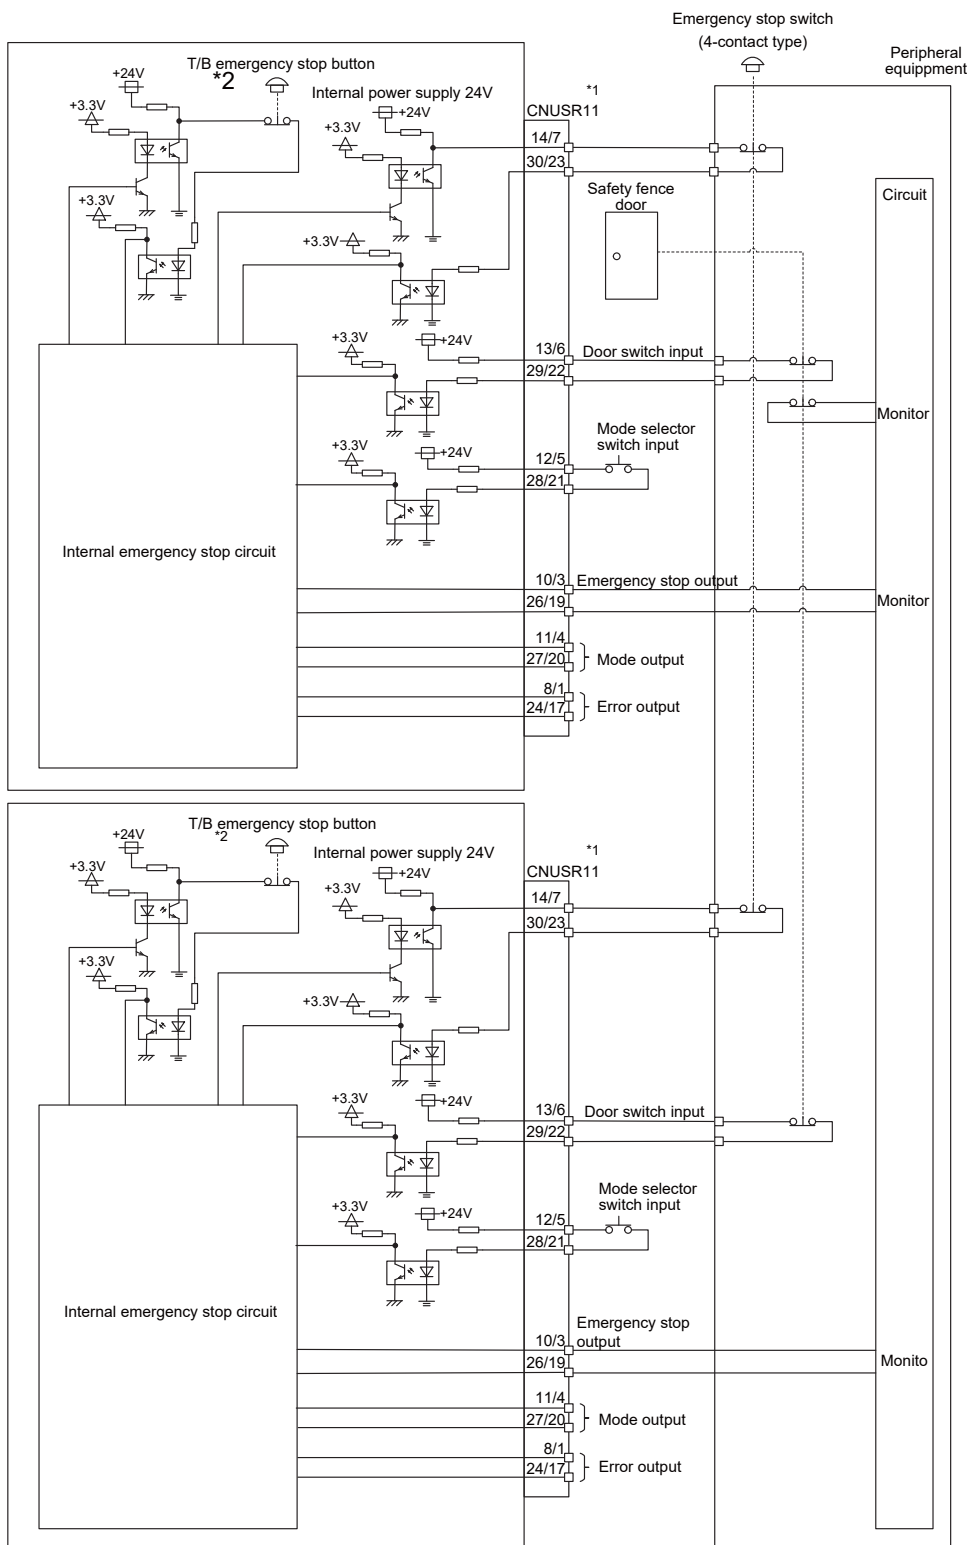 Emergency stop switch
(4-contact type)
Peripheral
equippment
T/B emergency stop button
*2
+24V
Internal power supply 24V
*1
CNUSR11
+3.3V
+24V
+3.3V
14/7
30/23
Safety fence
door
Circuit
+3.3V
+3.3V
+24V
13/6
Door switch input
+3.3V
29/22
Monitor
Mode selector
switch input
+3.3V
+24V
12/5
28/21
Internal emergency stop circuit
10/3
Emergency stop output
26/19
Monitor
11/4
27/20
Mode output
8/1
24/17
Error output
T/B emergency stop button
*2
+24V
Internal power supply 24V
*1
CNUSR11
+3.3V
+24V
+3.3V
14/7
30/23
+3.3V
+3.3V
+24V
13/6
Door switch input
+3.3V
29/22
Mode selector
switch input
+3.3V
+24V
12/5
28/21
Internal emergency stop circuit
Emergency stop
output
10/3
26/19
Monito
11/4
27/20
Mode output
8/1
24/17
Error output